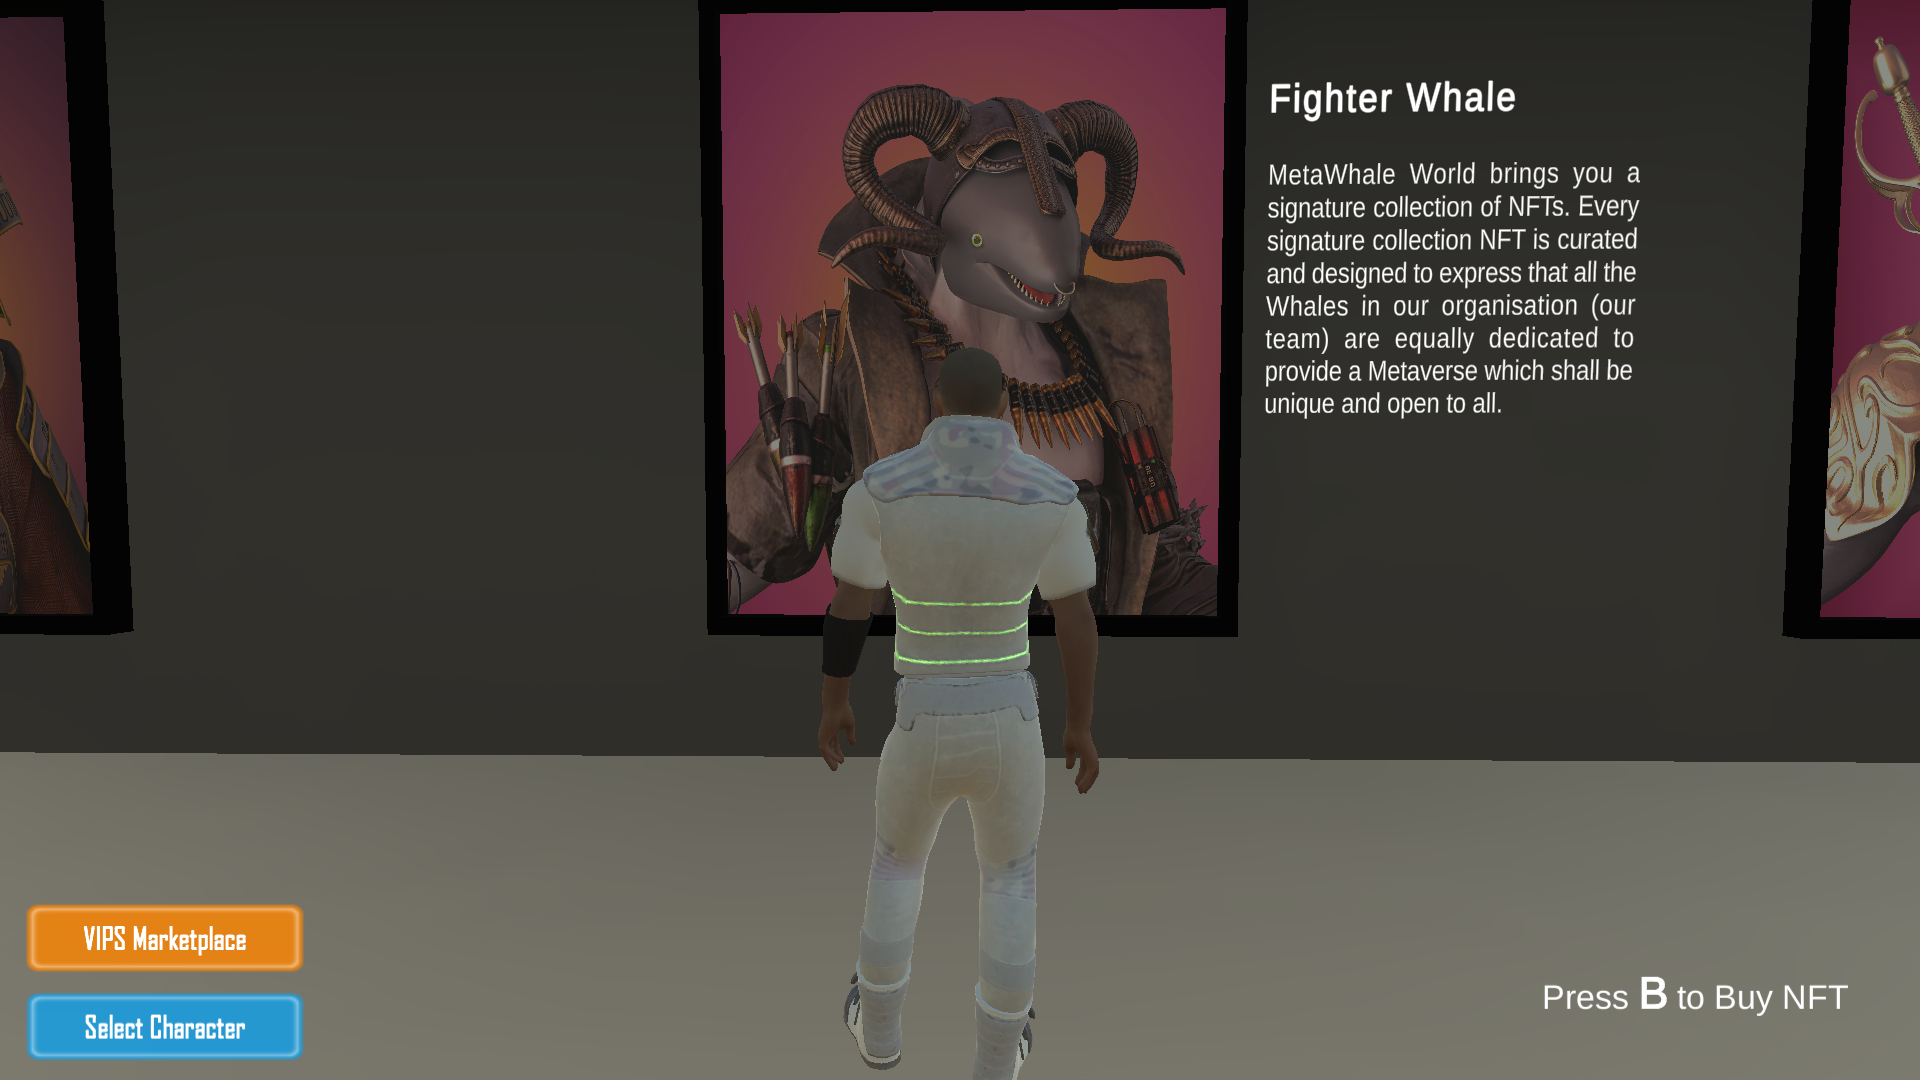 Fighter Whale
MetaWhale World brings you a
signature collection of NFTs. Every
signature collection NFT is curated
and designed to express that all the
Whales in our organisation (our
team) are equally dedicated to
provide a Metaverse which shall be
unique and open to all.
VIPS Marketplace
Select Character
Press B to Buy NFT